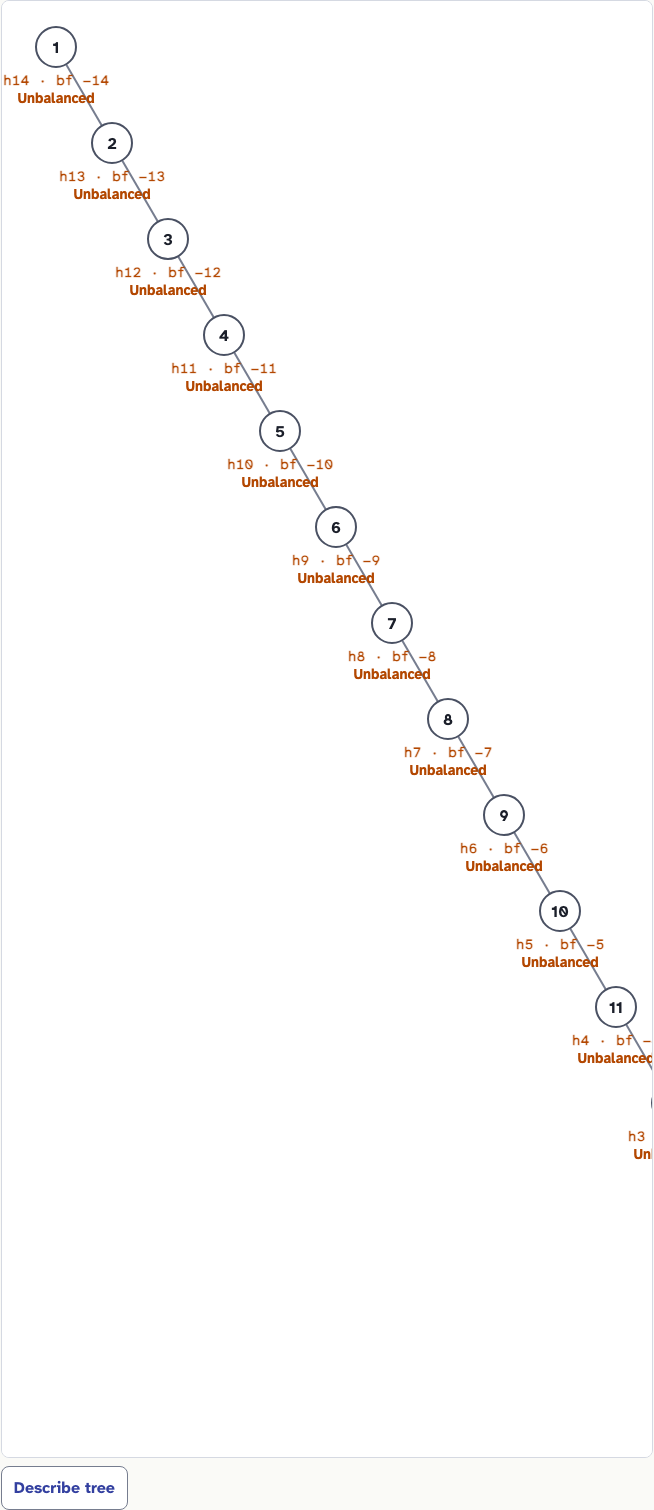 1
h14 · bf -14
Unbalanced
2
h13 · bf -13
Unbalanced
3
h12 · bf -12
Unbalanced
4
h11 · bf -11
Unbalanced
5
h10 · bf -10
Unbalanced
6
h9 · bf -9
Unbalanced
7
h8 · bf -8
Unbalanced
8
h7 · bf -7
Unbalanced
9
h6 · bf -6
Unbalanced
10
h5 · bf -5
Unbalanced
11
h4 · bf -
Unbalanced
h3
Describe tree